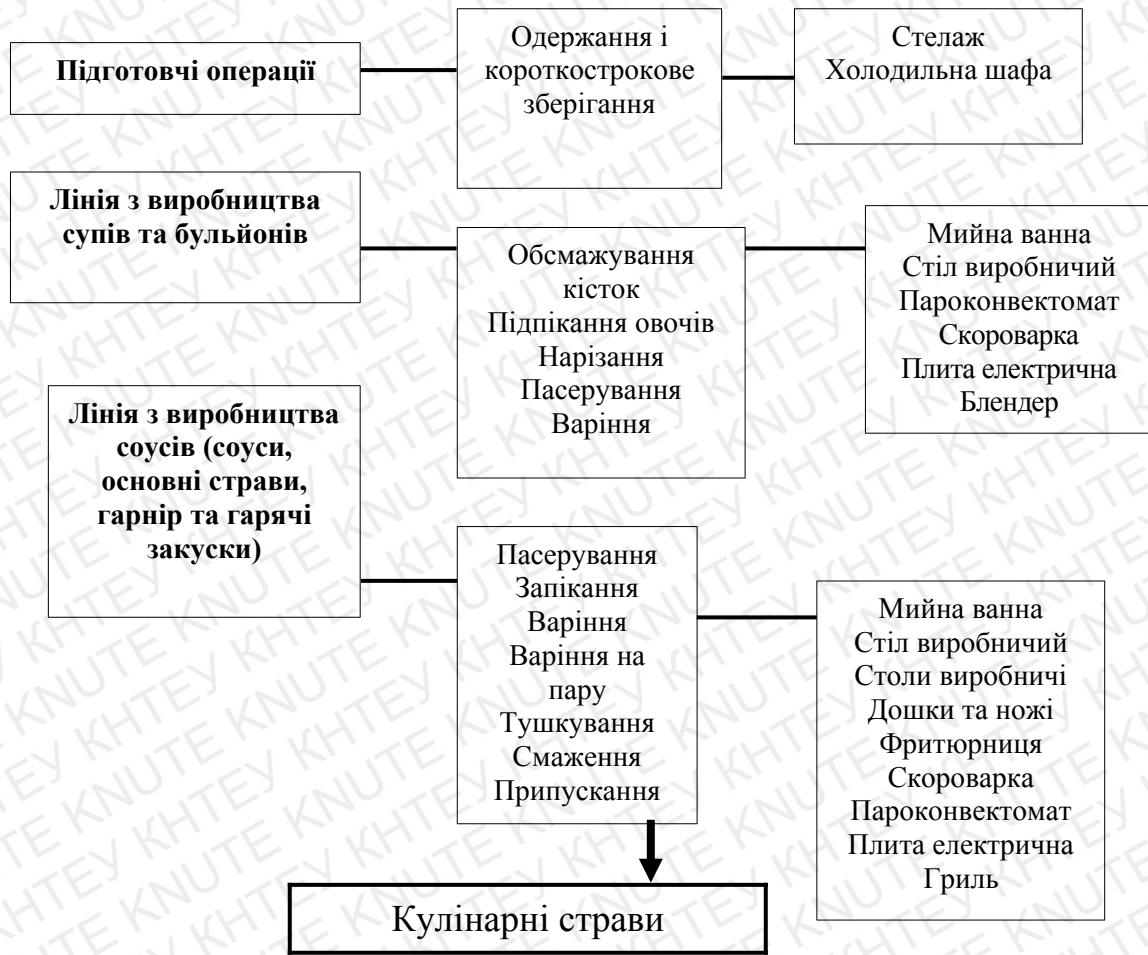 Підготовчі операції
Одержання і
короткострокове
зберігання
Стелаж
Холодильна шафа
Лінія з виробництва
супів та бульйонів
Обсмажування
кісток
Підпікання овочів
Нарізання
Пасерування
Варіння
Мийна ванна
Стіл виробничий
Пароконвектомат
Скороварка
Плита електрична
Блендер
Лінія з виробництва
соусів (соуси,
основні страви,
гарнір та гарячі
закуски)
Пасерування
Запікання
Варіння
Варіння на
пару
Тушкування
Смаження
Припускання
Мийна ванна
Стіл виробничий
Столи виробничі
Дошки та ножі
Фритюрниця
Скороварка
Пароконвектомат
Плита електрична
Гриль
Кулінарні страви